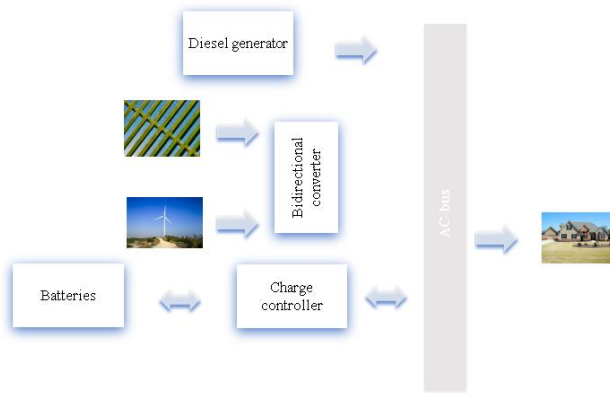 Diesel generator
Bidirectional
converter
AC-bus
Batteries
Charge
controller